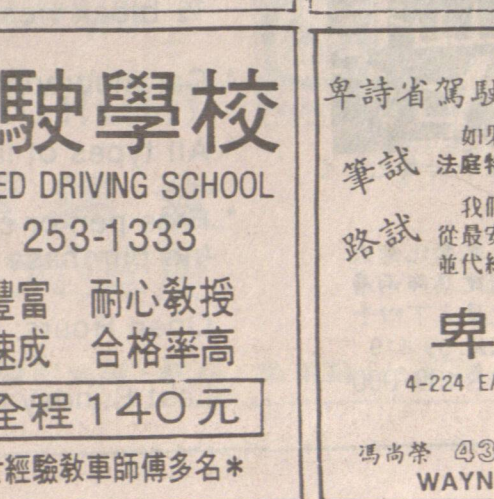 駛學校
ED DRIVING SCHOOL
253-1333
豐富 耐心教授
速成 合格率高
全程140元
經驗教車師傅多名*
卑詩省駕駛
如果
筆試 法庭特
我們
路試 從最安
並代
卑
4-224 EA
馮尚榮 43
WAYN